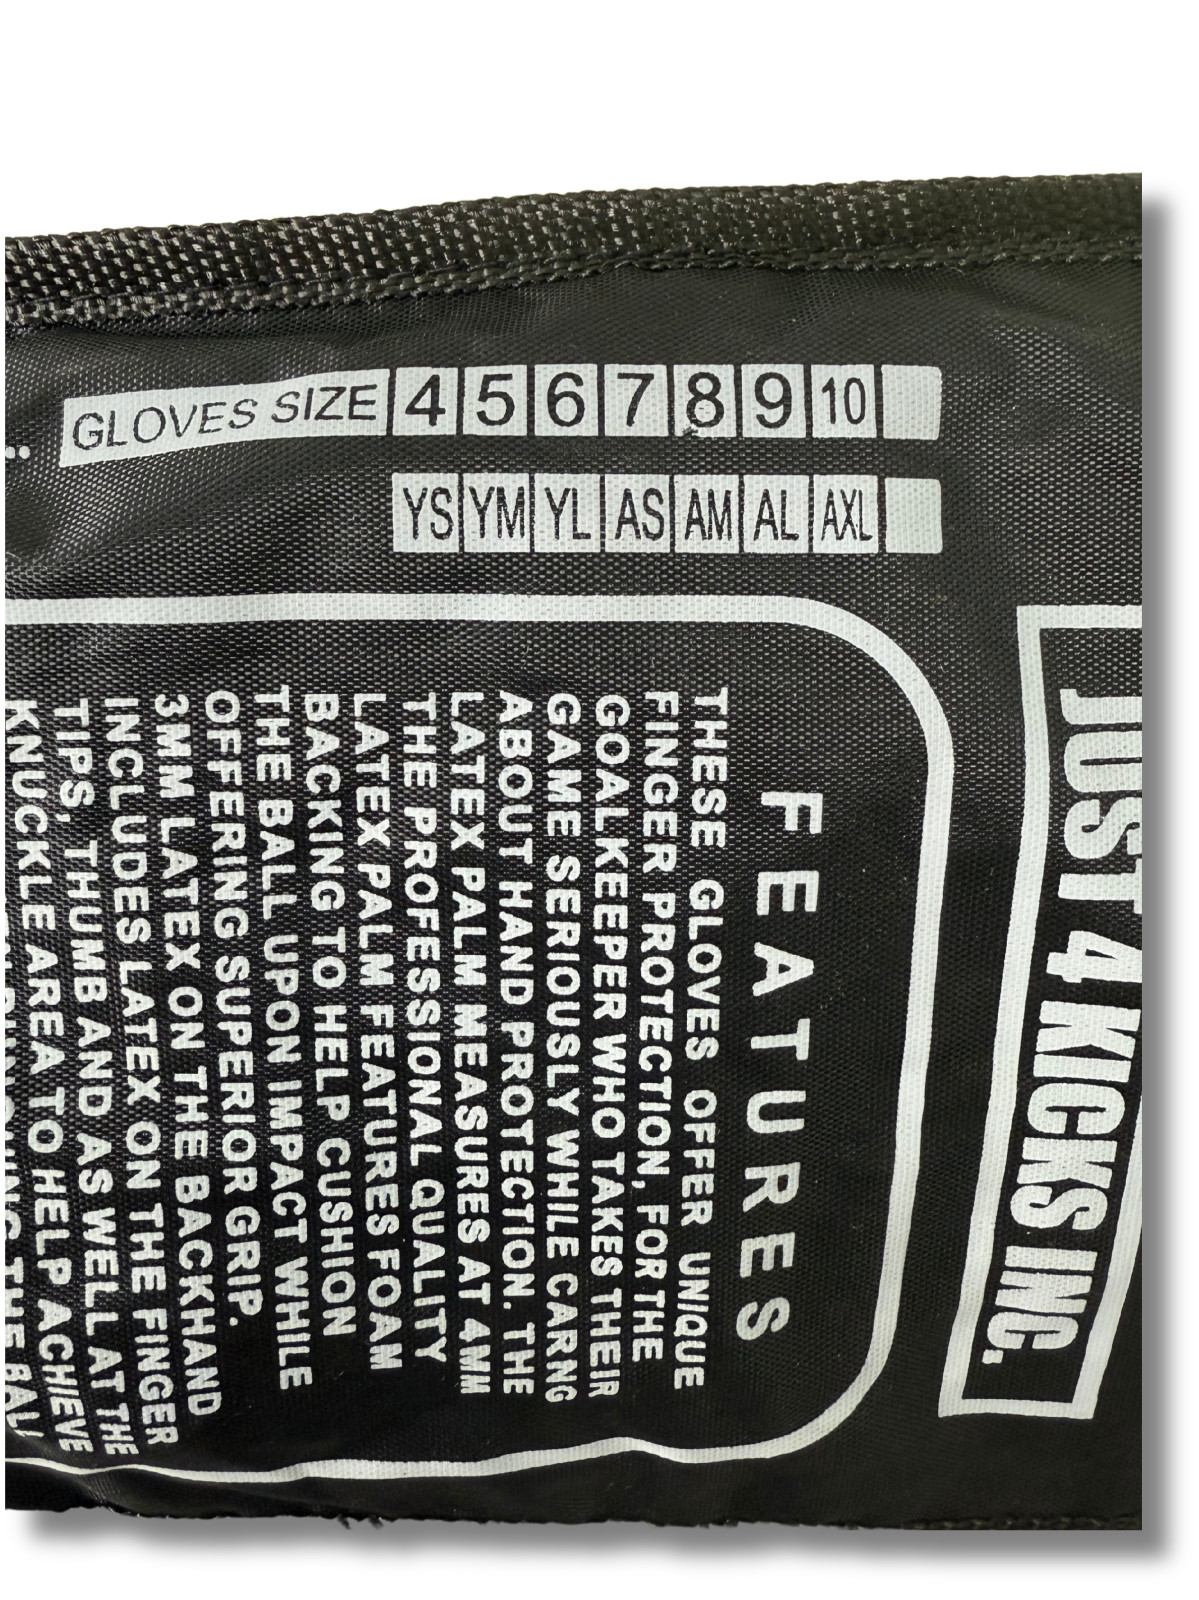 GLOVES SIZE 4 5 6 7 8 9 10
YS YM YL AS AM AL AXL
JUST 4 KICKS INC.
FEATURES
THESE GLOVES OFFER UNIQUE
FINGER PROTECTION, FOR THE
GOALKEEPER WHO TAKES THEIR
GAME SERIOUSLY WHILE CARNG
ABOUT HAND PROTECTION. THE
LATEX PALM MEASURES AT 4MM
THE PROFESSIONAL QUALITY
LATEX PALM FEATURES FOAM
BACKING TO HELP CUSHION
THE BALL UPON IMPACT WHILE
OFFERING SUPERIOR GRIP.
3MM LATEX ON THE BACKHAND
INCLUDES LATEX ON THE FINGER
TIPS, THUMB AND AS WELL AT THE
KNUCKLE AREA TO HELP ACHIEVE
THE BALL